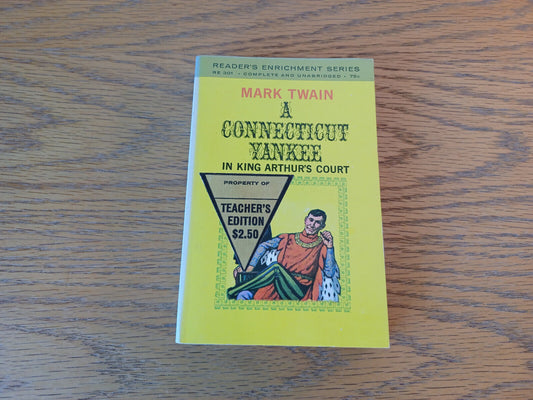 READER'S ENRICHMENT SERIES
RE 301 • COMPLETE AND UNABRIDGED • 75c
MARK TWAIN
A
CONNECTICUT
YANKEE
IN KING ARTHUR'S COURT
PROPERTY OF
TEACHER'S
EDITION
$2.50